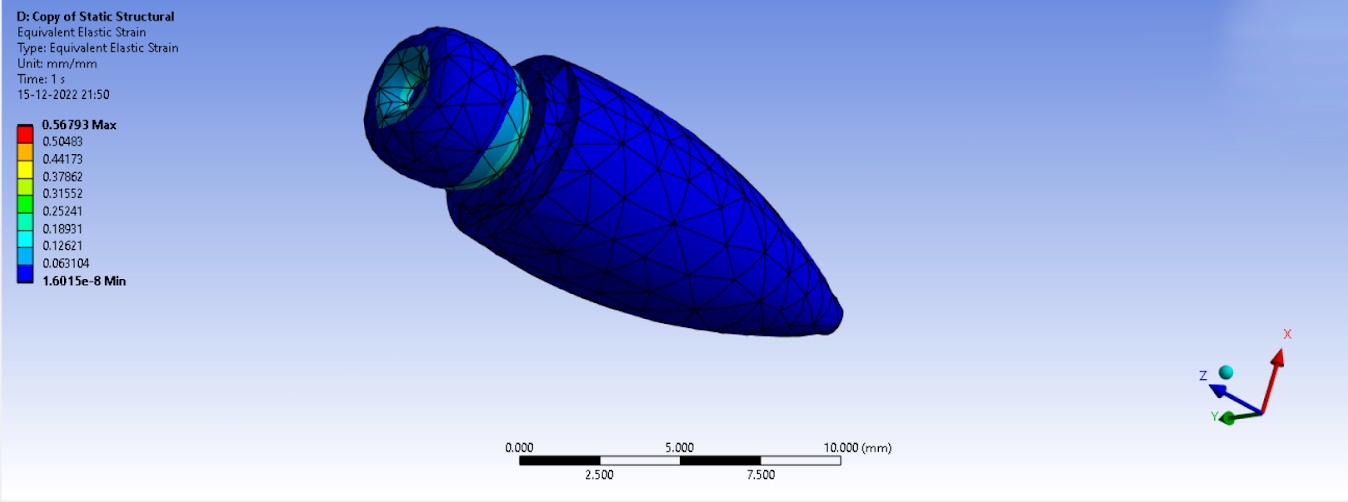 D: Copy of Static Structural
Equivalent Elastic Strain
Type: Equivalent Elastic Strain
Unit: mm/mm
Time: 1 s
15-12-2022 21:50
0.56793 Max
0.50483
0.44173
0.37862
0.31552
0.25241
0.18931
0.12621
0.063104
1.6015e-8 Min
X
Z
Y
0.000 5.000 10.000 (mm)
2.500 7.500